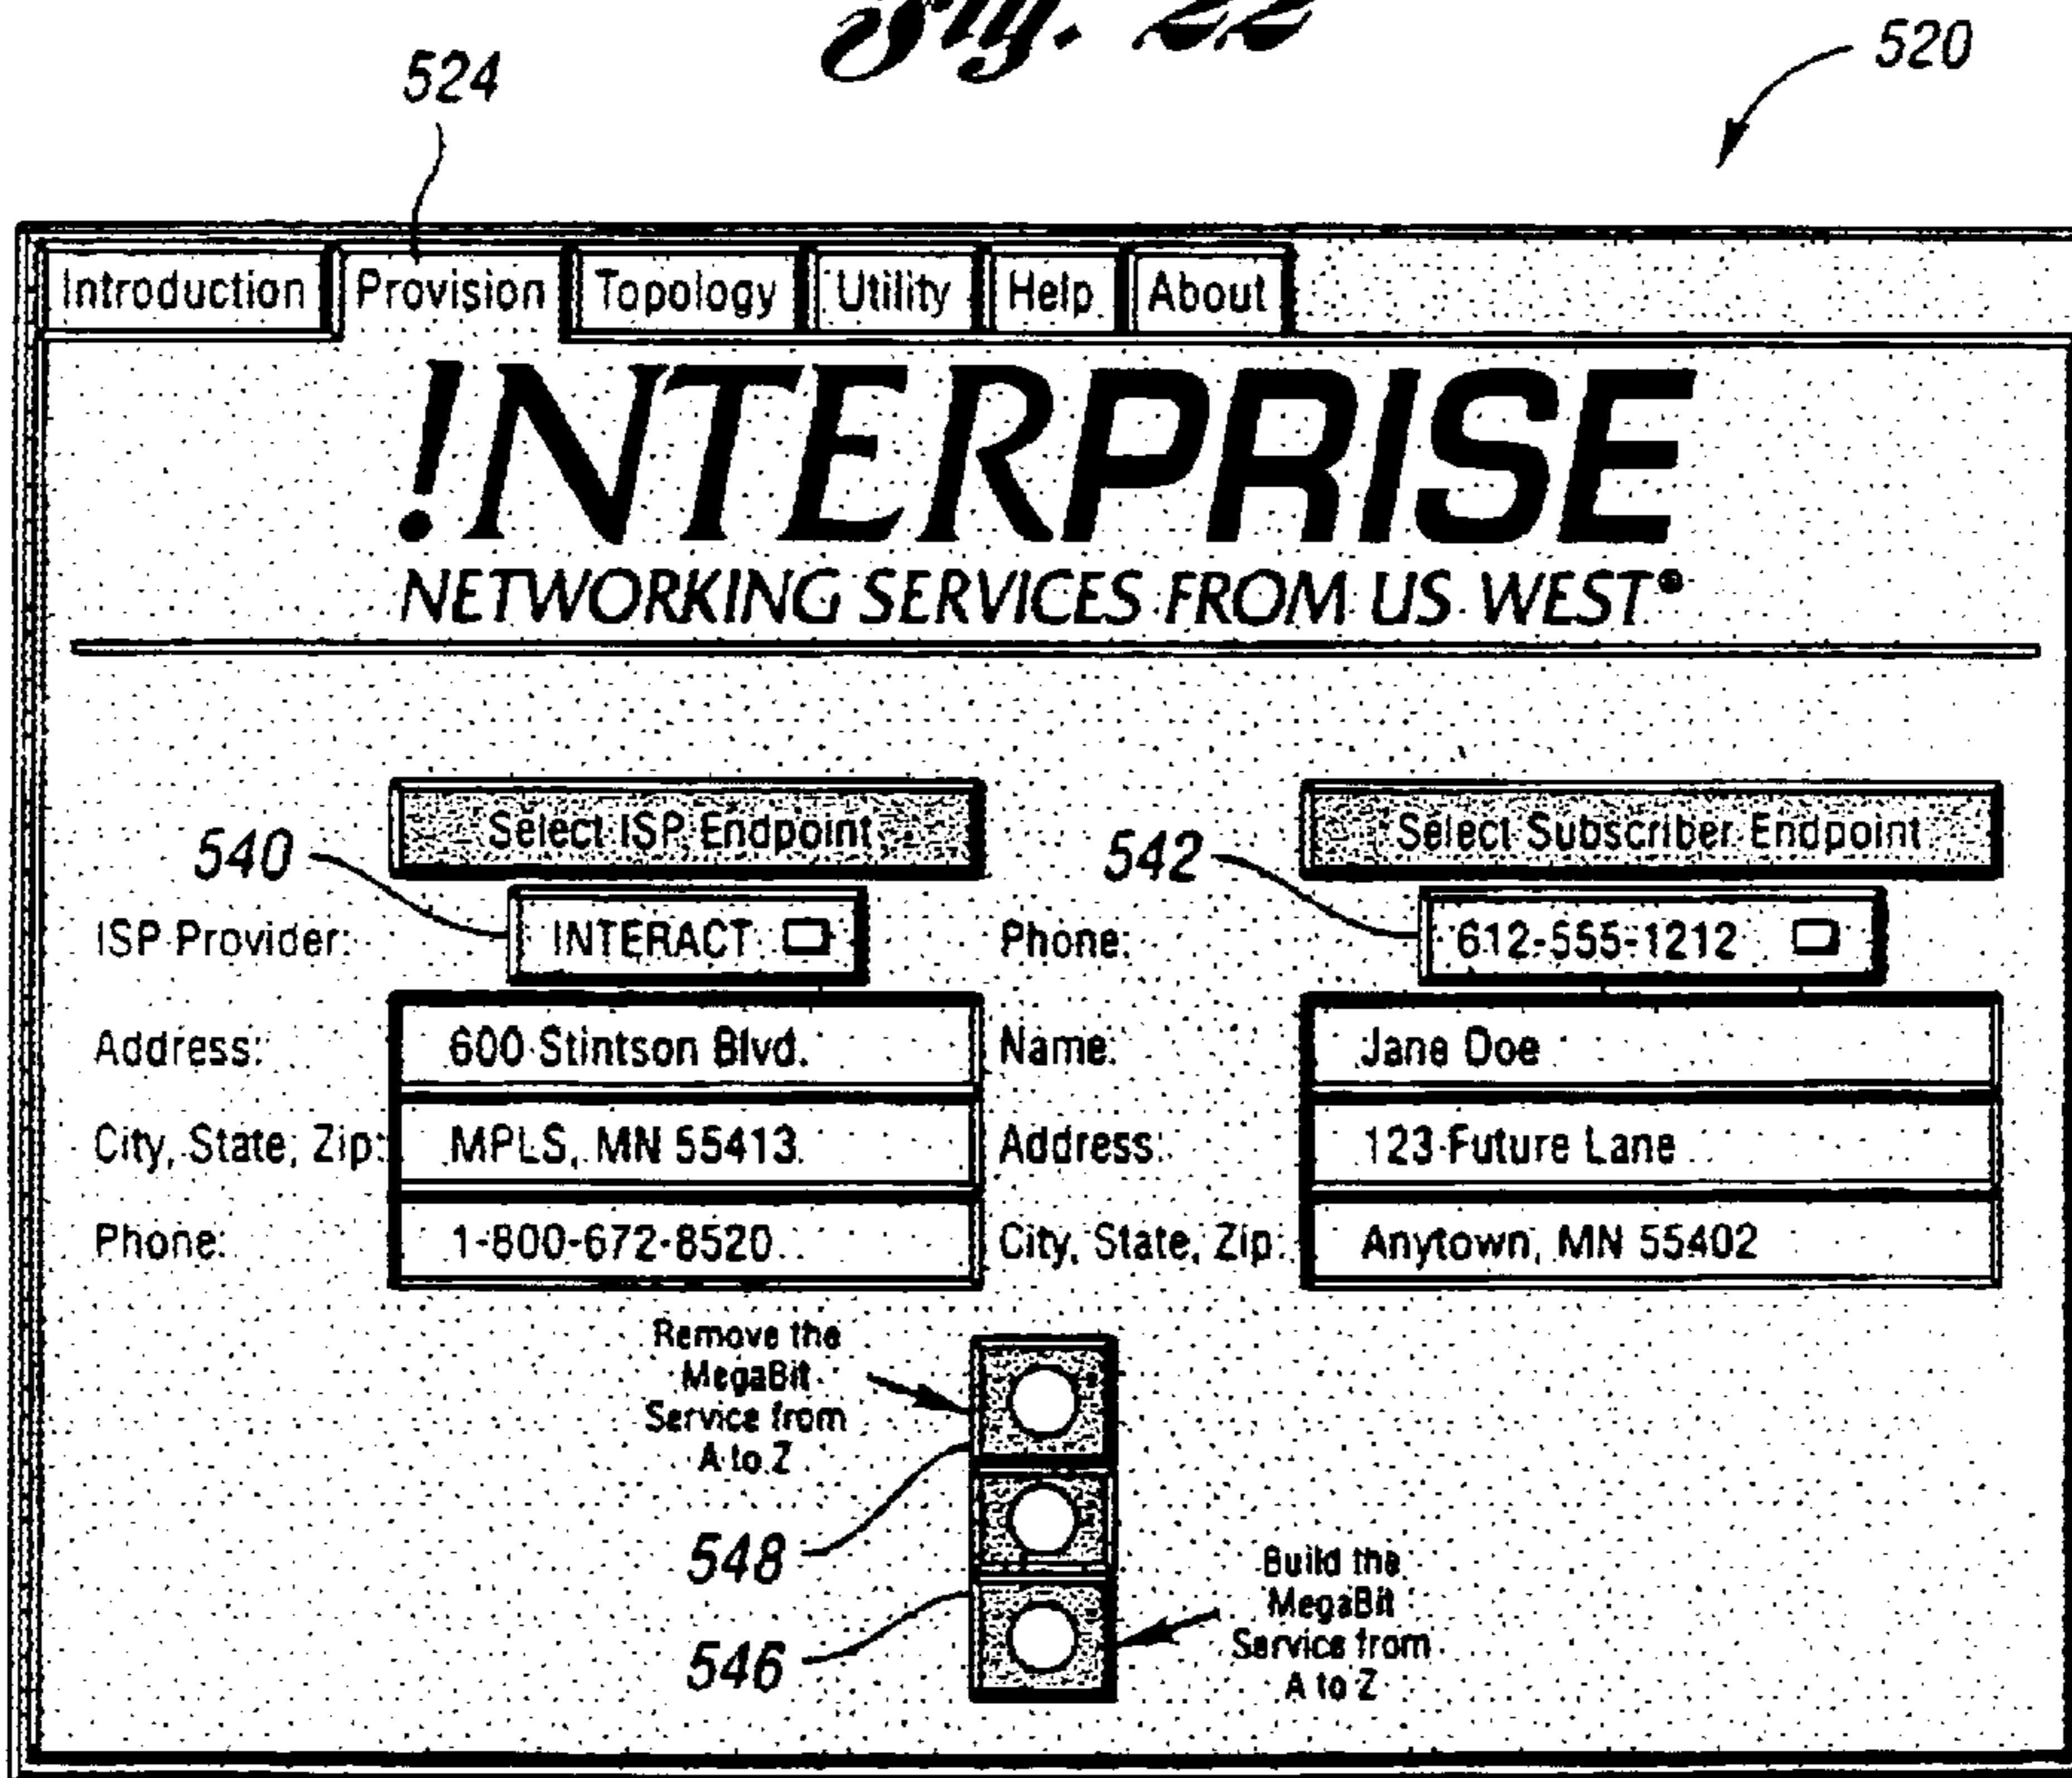 Fig. 22
520
524
Introduction Provision Topology Utility Help About
!NTERPRISE
NETWORKING SERVICES FROM US WEST®
Select ISP Endpoint Select Subscriber Endpoint
540 542
ISP Provider: INTERACT Phone: 612-555-1212
Address: 600 Stintson Blvd. Name: Jane Doe
City, State, Zip: MPLS, MN 55413 Address: 123 Future Lane
Phone: 1-800-672-8520 City, State, Zip: Anytown, MN 55402
Remove the
MegaBit
Service from
A to Z
548
546
Build the
MegaBit
Service from
A to Z